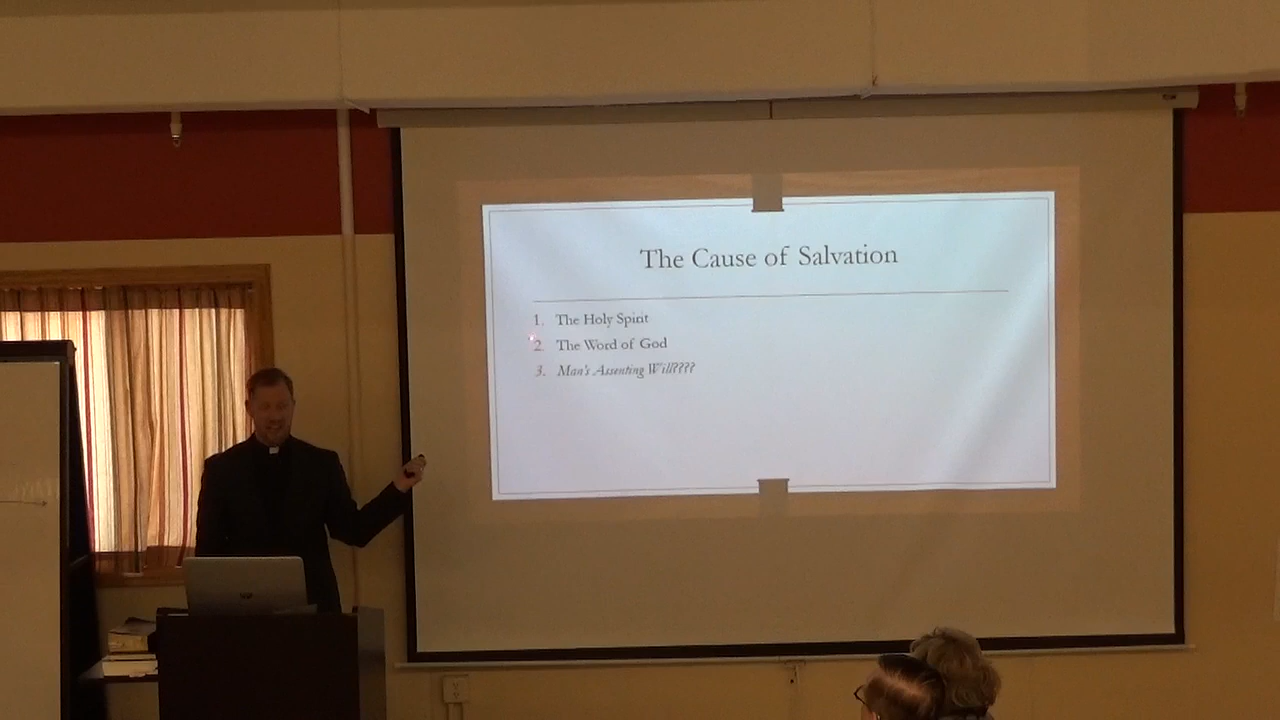 The Cause of Salvation
1. The Holy Spirit
2. The Word of God
3. Man's Assenting Will????